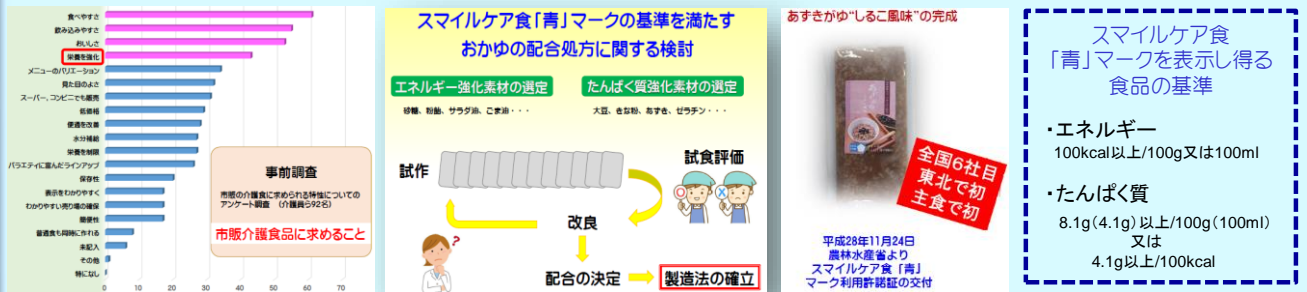 食べやすさ
飲み込みやすさ
おいしさ
栄養を強化
メニューのバリエーション
見た目のよさ
スーパー、コンビニでも販売
低価格
便通を改善
水分補給
栄養を制限
バラエティに富んだラインアップ
保存性
表示をわかりやすく
わかりやすい売り場の確保
簡便性
普通食も同時に作れる
未記入
その他
特になし
0 10 20 30 40 50 60 70
事前調査
市販の介護食に求められる特性についての
アンケート調査 (介護員ら92名)
市販介護食品に求めること
スマイルケア食「青」マークの基準を満たす
おかゆの配合処方に関する検討
エネルギー強化素材の選定
たんぱく質強化素材の選定
砂糖、粉飴、サラダ油、ごま油・・・
大豆、きな粉、あずき、ゼラチン・・・
試作
試食評価
改良
配合の決定
製造法の確立
?
あずきがゆ“しるこ風味”の完成
全国6社目
東北で初
主食で初
平成28年11月24日
農林水産省より
スマイルケア食「青」
マーク利用許諾証の交付
スマイルケア食
「青」マークを表示し得る
食品の基準
・エネルギー
100kcal以上/100g又は100ml
・たんぱく質
8.1g(4.1g)以上/100g(100ml)
又は
4.1g以上/100kcal